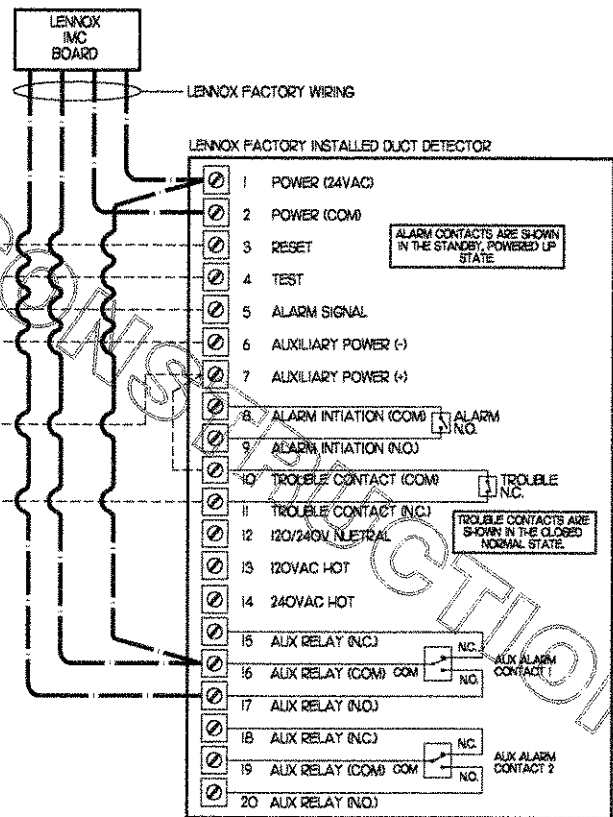 LENNOX
IMC
BOARD
LENNOX FACTORY WIRING
LENNOX FACTORY INSTALLED DUCT DETECTOR
1 POWER (24VAC)
2 POWER (COM)
ALARM CONTACTS ARE SHOWN
IN THE STANDBY, POWERED UP
STATE
3 RESET
4 TEST
5 ALARM SIGNAL
6 AUXILIARY POWER (-)
7 AUXILIARY POWER (+)
8 ALARM INTIATION (COM)
ALARM
N.O.
9 ALARM INTIATION (N.O.)
10 TROUBLE CONTACT (COM)
TROUBLE
N.C.
11 TROUBLE CONTACT (N.C.)
TROUBLE CONTACTS ARE
SHOWN IN THE CLOSED
NORMAL STATE.
12 120/240V NUETRAL
13 120VAC HOT
14 240VAC HOT
15 AUX RELAY (N.C.)
N.C.
16 AUX RELAY (COM) COM
AUX ALARM
CONTACT 1
N.O.
17 AUX RELAY (N.O.)
18 AUX RELAY (N.C.)
N.C.
19 AUX RELAY (COM) COM
AUX ALARM
CONTACT 2
N.O.
20 AUX RELAY (N.O.)
CONSTRUCTION